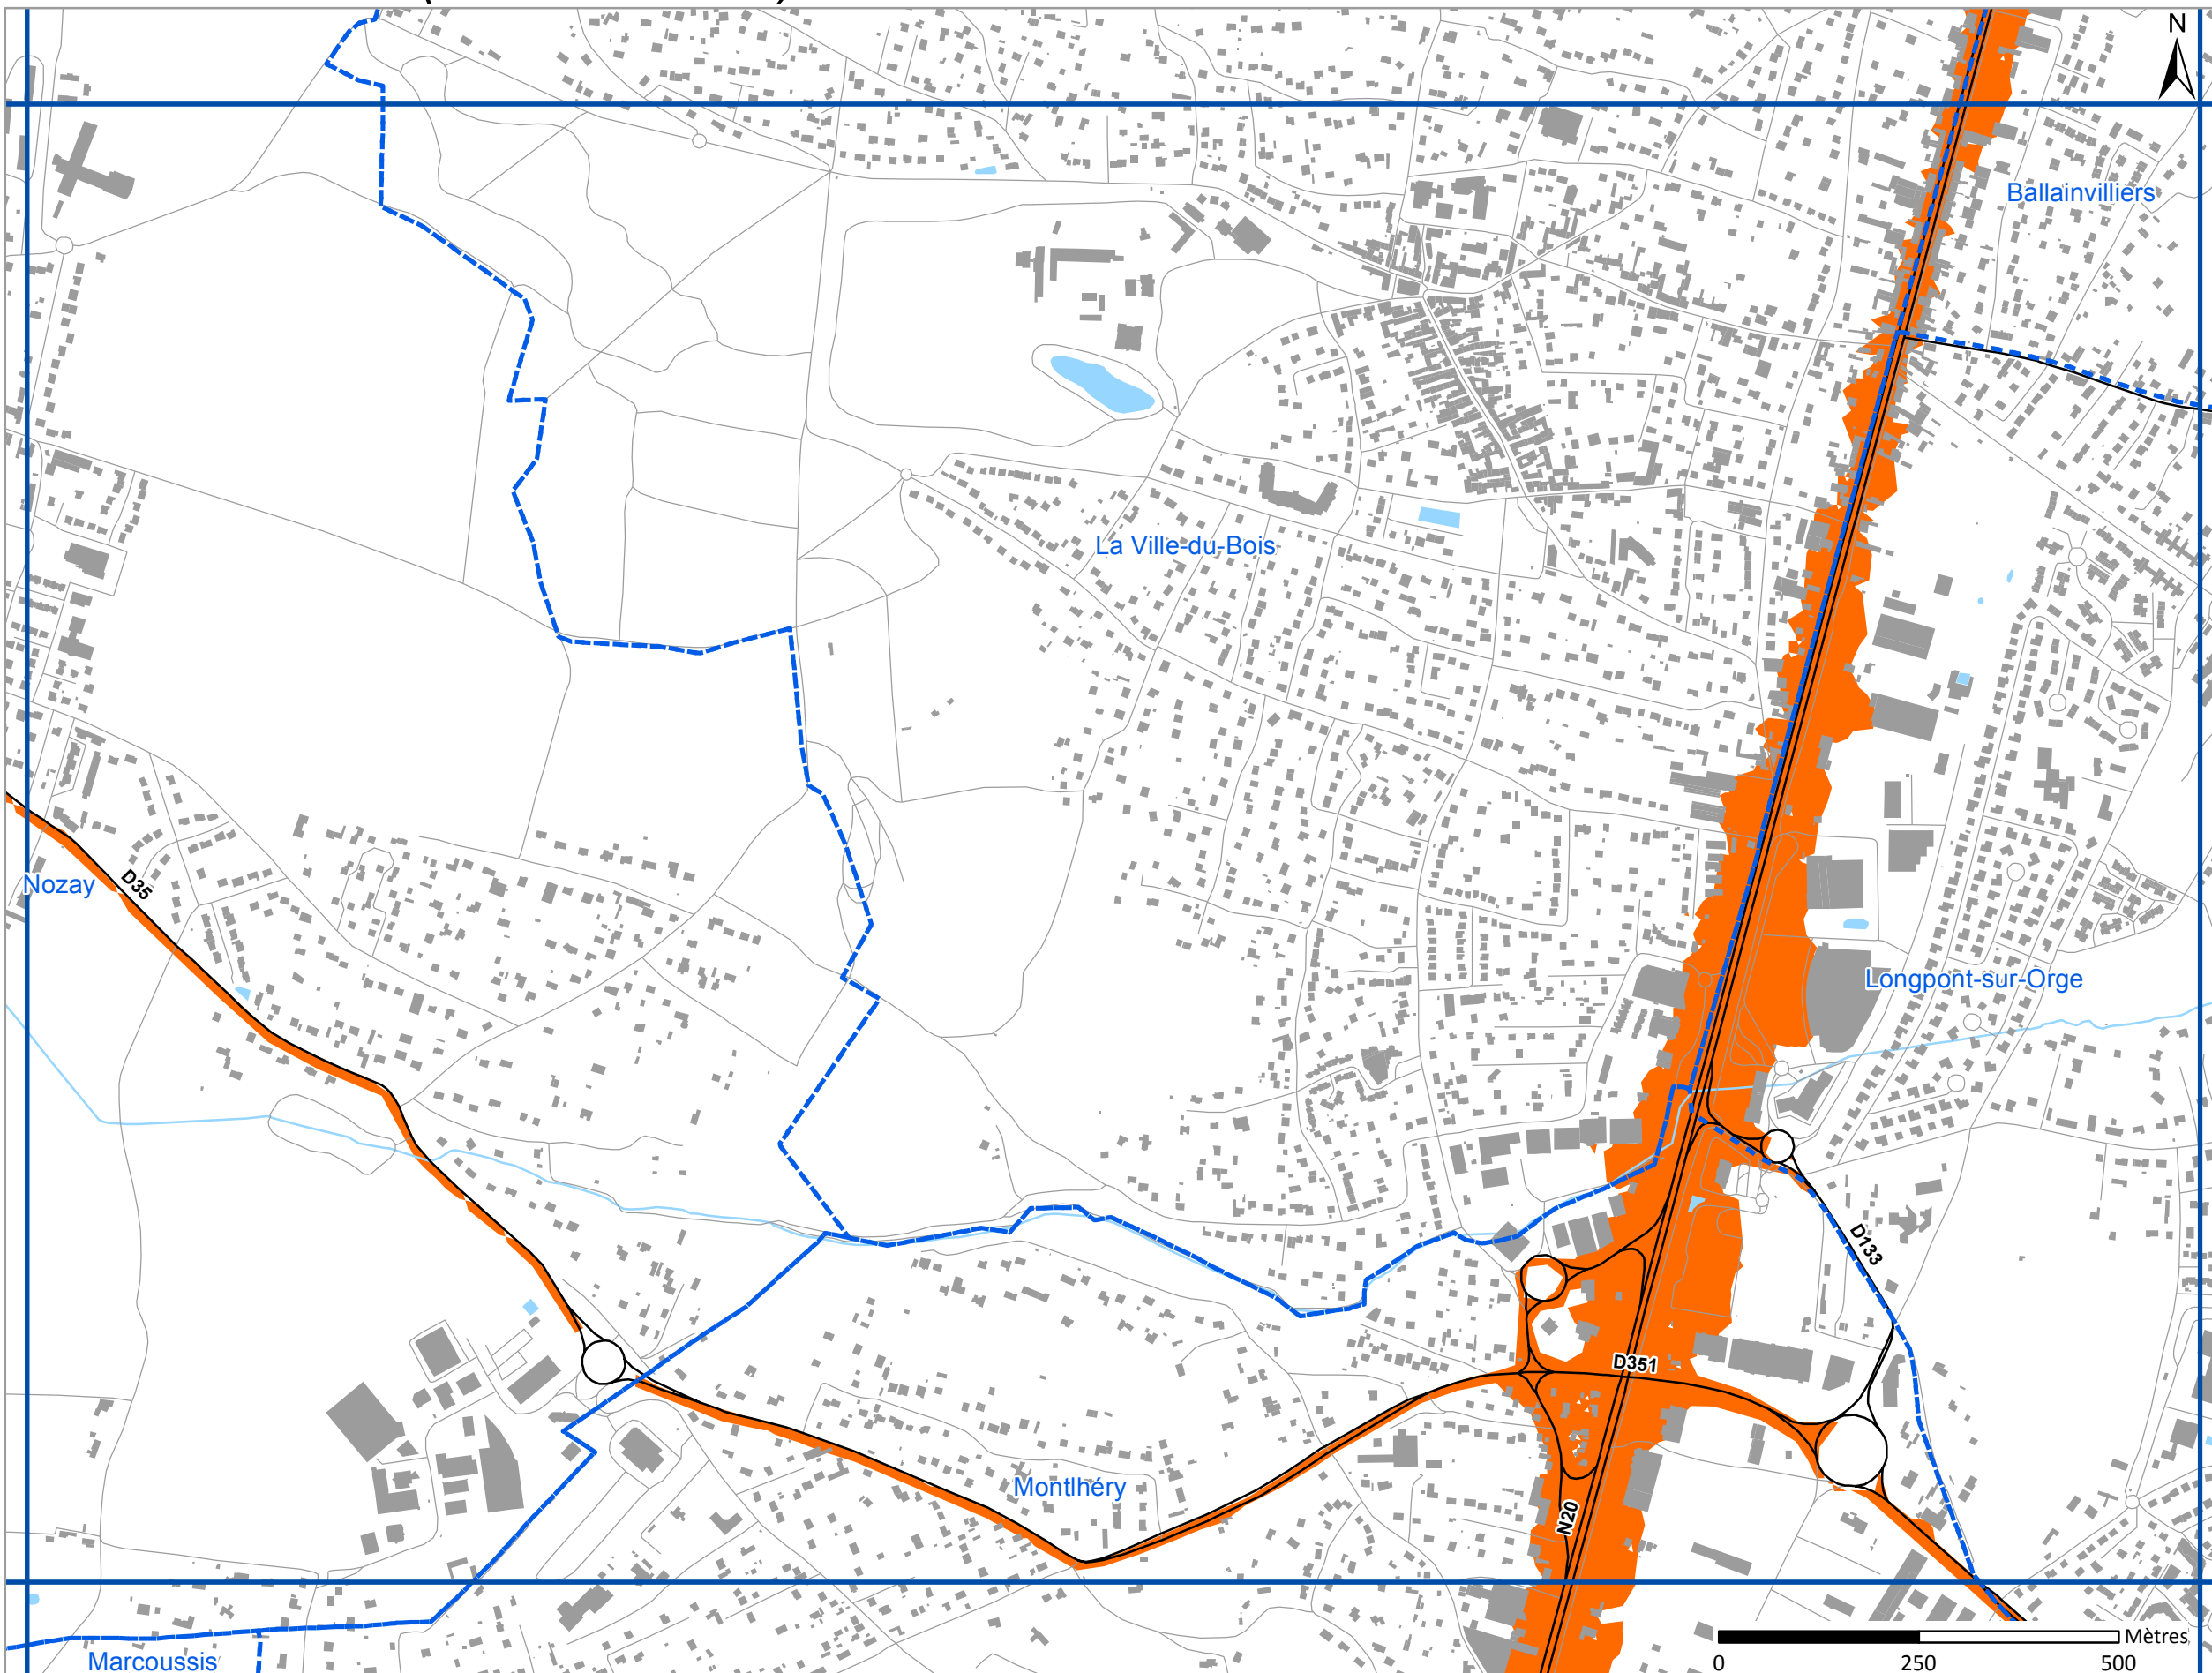 N
Ballainvilliers
La Ville-du-Bois
D35
Nozay
Longpont-sur-Orge
D133
D351
Montlhéry
N20
Mètres
0 250 500
Marcoussis